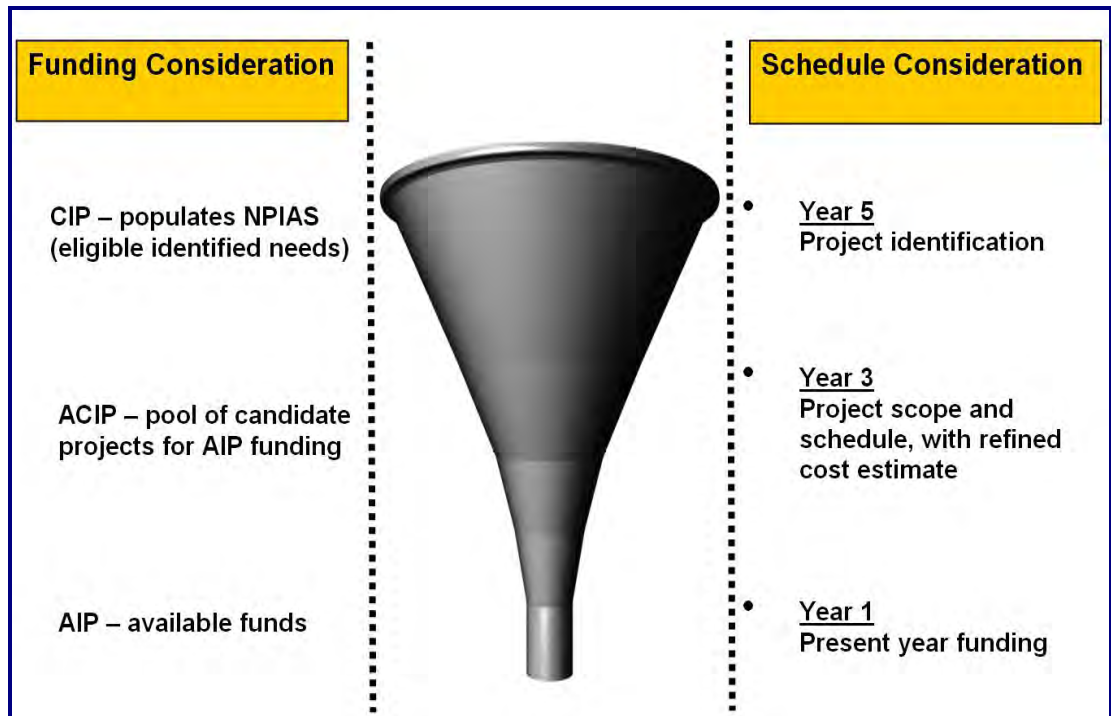 Funding Consideration
CIP – populates NPIAS
(eligible identified needs)
ACIP – pool of candidate
projects for AIP funding
AIP – available funds
Schedule Consideration
• Year 5
Project identification
• Year 3
Project scope and
schedule, with refined
cost estimate
• Year 1
Present year funding